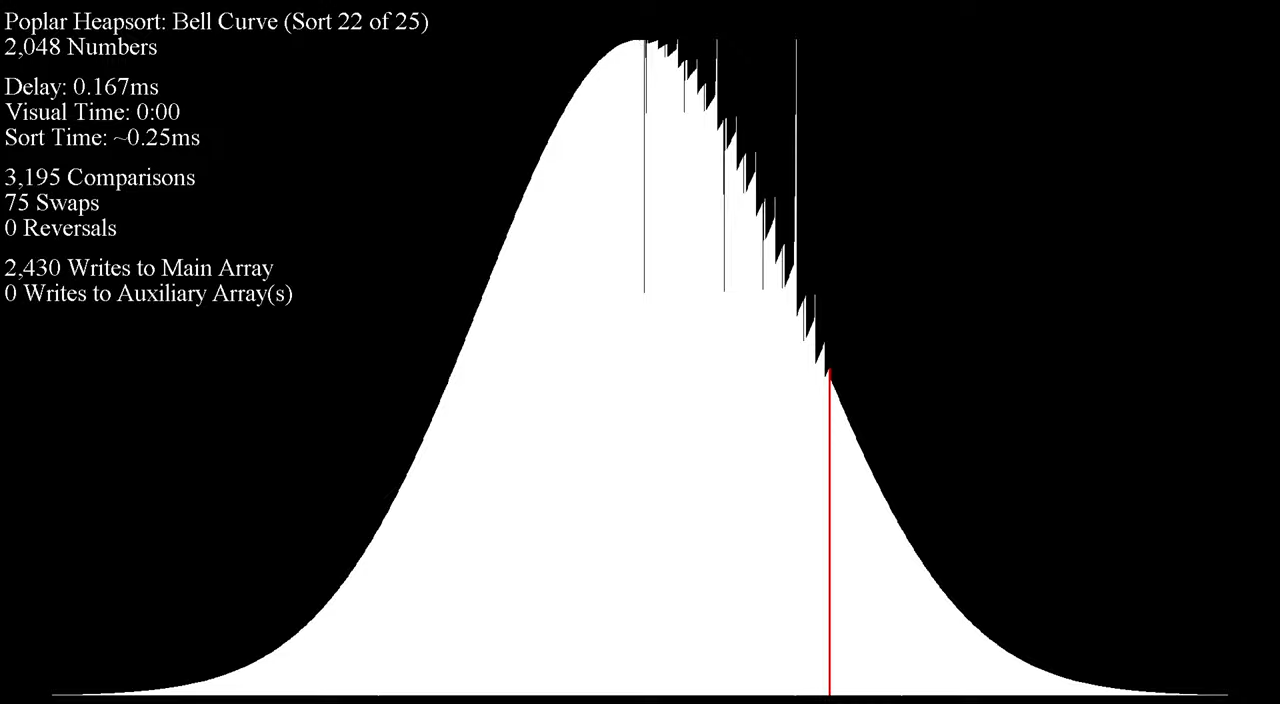 Poplar Heapsort: Bell Curve (Sort 22 of 25)
2,048 Numbers
Delay: 0.167ms
Visual Time: 0:00
Sort Time: ~0.25ms
3,195 Comparisons
75 Swaps
0 Reversals
2,430 Writes to Main Array
0 Writes to Auxiliary Array(s)